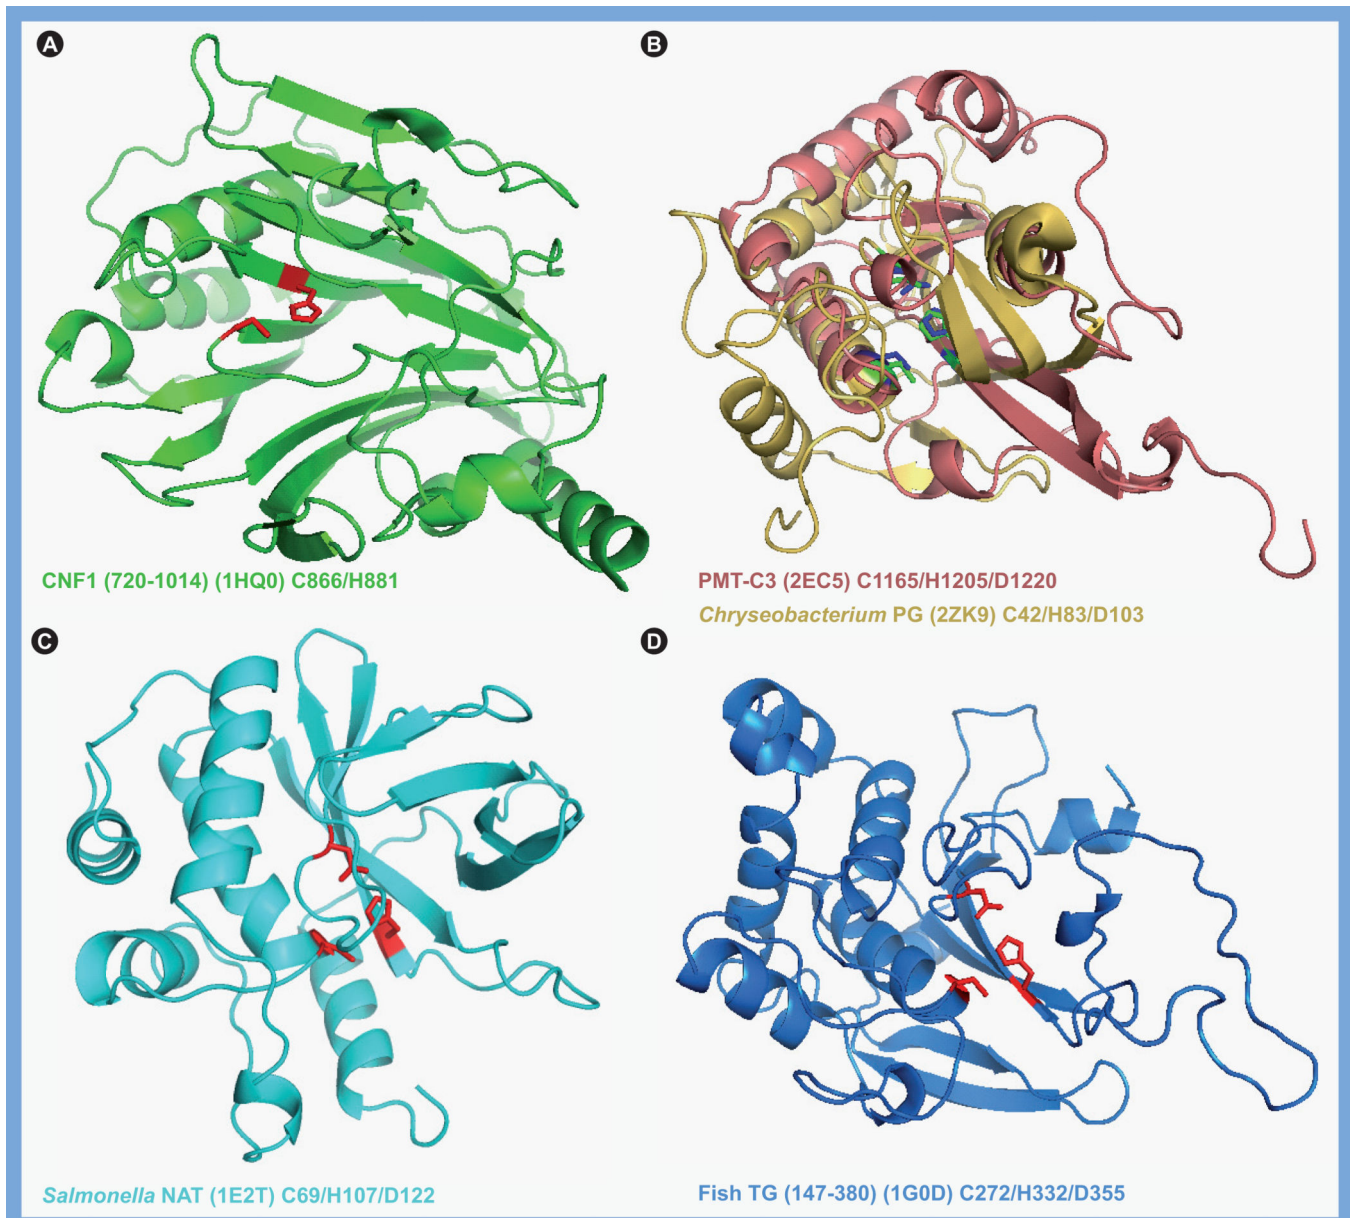 A
B
CNF1 (720-1014) (1HQ0) C866/H881
PMT-C3 (2EC5) C1165/H1205/D1220
Chryseobacterium PG (2ZK9) C42/H83/D103
C
D
Salmonella NAT (1E2T) C69/H107/D122
Fish TG (147-380) (1G0D) C272/H332/D355